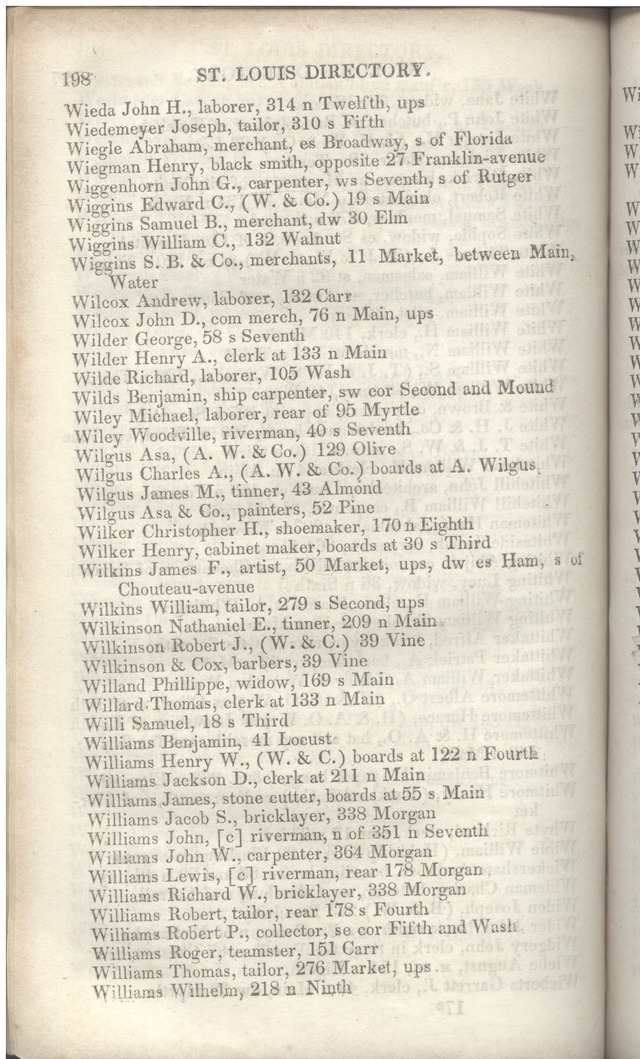 198 ST. LOUIS DIRECTORY.
Wieda John H., laborer, 314 n Twelfth, ups
Wiedemeyer Joseph, tailor, 310 s Fifth
Wiegle Abraham, merchant, es Broadway, s of Florida
Wiegman Henry, black smith, opposite 27 Franklin-avenue
Wiggenhorn John G., carpenter, ws Seventh, s of Rutger
Wiggins Edward C., (W. & Co.) 19 s Main
Wiggins Samuel B., merchant, dw 30 Elm
Wiggins William C., 132 Walnut
Wiggins S. B. & Co., merchants, 11 Market, between Main,
Water
Wilcox Andrew, laborer, 132 Carr
Wilcox John D., com merch, 76 n Main, ups
Wilder George, 58 s Seventh
Wilder Henry A., clerk at 133 n Main
Wilde Richard, laborer, 105 Wash
Wilds Benjamin, ship carpenter, sw cor Second and Mound
Wiley Michael, laborer, rear of 95 Myrtle
Wiley Woodville, riverman, 40 s Seventh
Wilgus Asa, (A. W. & Co.) 129 Olive
Wilgus Charles A., (A. W. & Co.) boards at A. Wilgus.
Wilgus James M., tinner, 43 Almond
Wilgus Asa & Co., painters, 52 Pine
Wilker Christopher H., shoemaker, 170 n Eighth
Wilker Henry, cabinet maker, boards at 30 s Third
Wilkins James F., artist, 50 Market, ups, dw es Ham, s of
Chouteau-avenue
Wilkins William, tailor, 279 s Second, ups
Wilkinson Nathaniel E., tinner, 209 n Main
Wilkinson Robert J., (W. & C.) 39 Vine
Wilkinson & Cox, barbers, 39 Vine
Willand Phillippe, widow, 169 s Main
Willard Thomas, clerk at 133 n Main
Willi Samuel, 18 s Third
Williams Benjamin, 41 Locust
Williams Henry W., (W. & C.) boards at 122 n Fourth
Williams Jackson D., clerk at 211 n Main
Williams James, stone cutter, boards at 55 s Main
Williams Jacob S., bricklayer, 338 Morgan
Williams John, [c] riverman, n of 351 n Seventh
Williams John W., carpenter, 364 Morgan
Williams Lewis, [c] riverman, rear 178 Morgan
Williams Richard W., bricklayer, 338 Morgan
Williams Robert, tailor, rear 178 s Fourth
Williams Robert P., collector, se cor Fifth and Wash
Williams Roger, teamster, 151 Carr
Williams Thomas, tailor, 276 Market, ups
Williams Wilhelm, 218 n Ninth